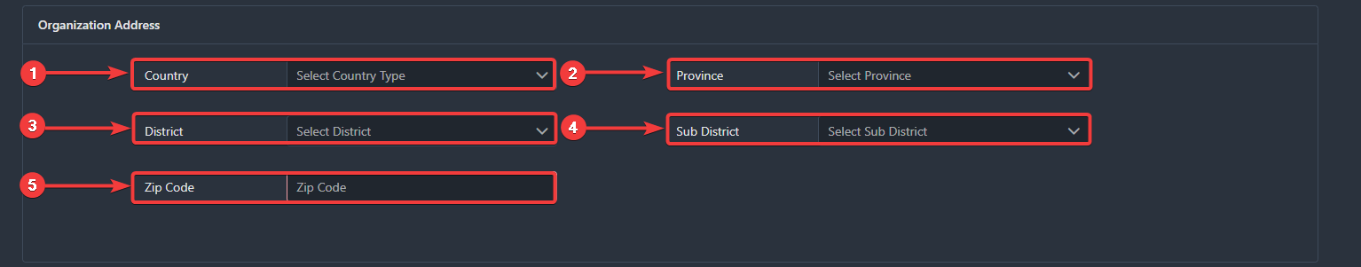 Organization Address
1 Country Select Country Type 2 Province Select Province
3 District Select District 4 Sub District Select Sub District
5 Zip Code Zip Code